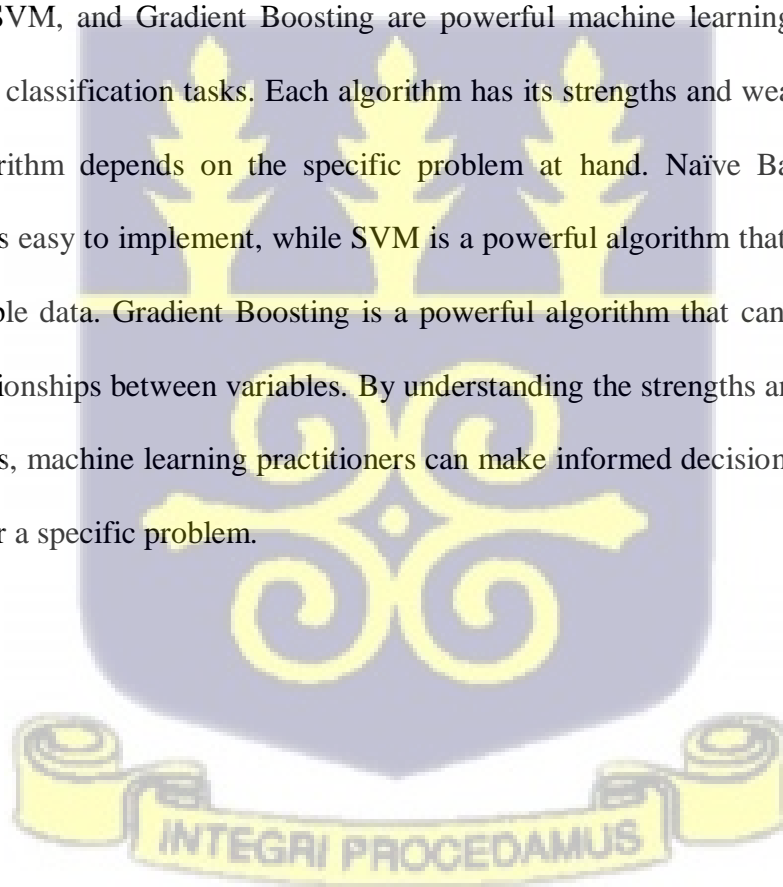 SVM, and Gradient Boosting are powerful machine learning
classification tasks. Each algorithm has its strengths and wea
rithm depends on the specific problem at hand. Naïve Ba
s easy to implement, while SVM is a powerful algorithm that
ble data. Gradient Boosting is a powerful algorithm that can
tionships between variables. By understanding the strengths a
s, machine learning practitioners can make informed decision
r a specific problem.
INTEGRI PROCEDAMUS